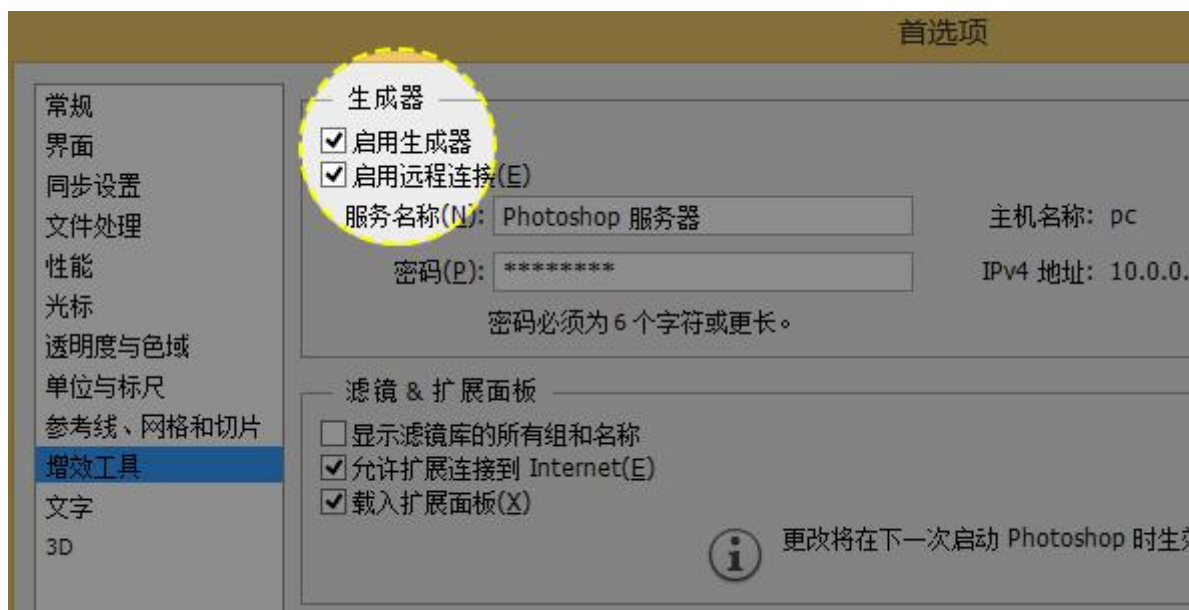 首选项
常规
界面
同步设置
文件处理
性能
光标
透明度与色域
单位与标尺
参考线、网格和切片
增效工具
文字
3D
生成器
启用生成器
启用远程连接(E)
服务名称(N): Photoshop 服务器 主机名称: pc
密码(P): ******** IPv4 地址: 10.0.0.
密码必须为 6 个字符或更长。
滤镜 & 扩展面板
显示滤镜库的所有组和名称
允许扩展连接到 Internet(E)
载入扩展面板(X)
更改将在下一次启动 Photoshop 时生效